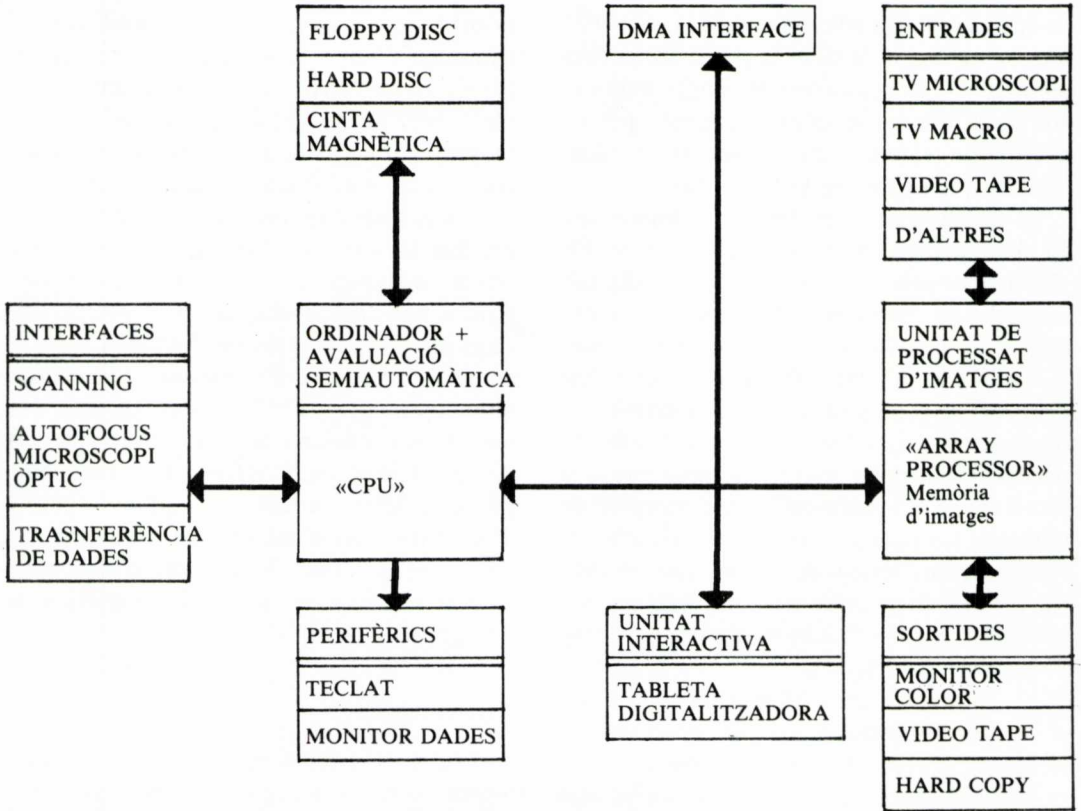 FLOPPY DISC
HARD DISC
CINTA
MAGNÈTICA
DMA INTERFACE
ENTRADES
TV MICROSCOPI
TV MACRO
VIDEO TAPE
D'ALTRES
INTERFACES
SCANNING
AUTOFOCUS
MICROSCOPI
ÒPTIC
TRASNFERÈNCIA
DE DADES
ORDINADOR +
AVALUACIÓ
SEMIAUTOMÀTICA
«CPU»
UNITAT DE
PROCESSAT
D'IMATGES
«ARRAY
PROCESSOR»
Memòria
d'imatges
PERIFÈRICS
TECLAT
MONITOR DADES
UNITAT
INTERACTIVA
TABLETA
DIGITALITZADORA
SORTIDES
MONITOR
COLOR
VIDEO TAPE
HARD COPY